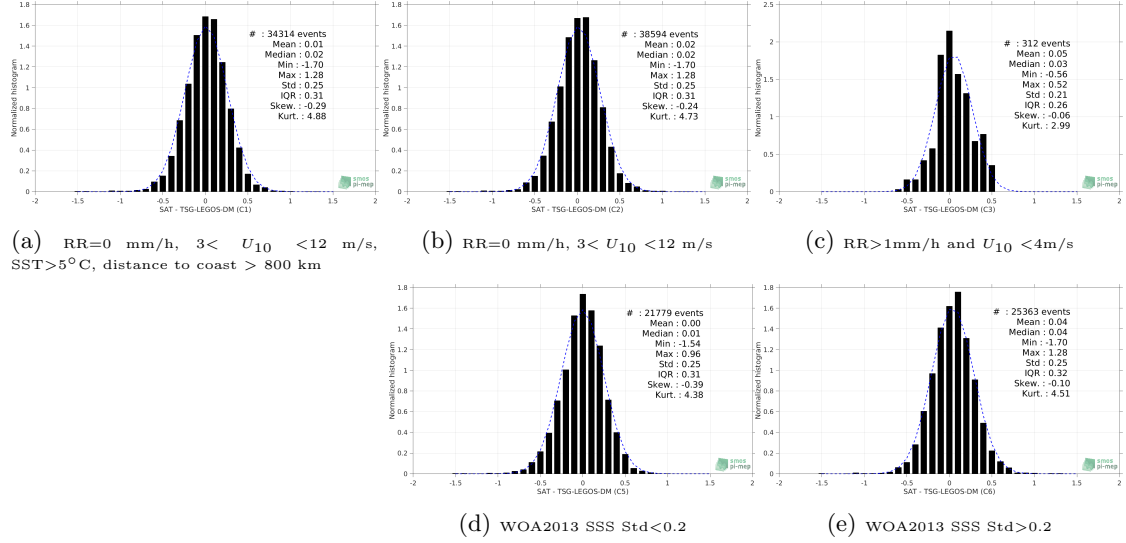 1.8
1.6
1.4
1.2
1
0.8
0.6
0.4
0.2
0
Normalized histogram
# : 34314 events
Mean : 0.01
Median : 0.02
Min : -1.70
Max : 1.28
Std : 0.25
IQR : 0.31
Skew. : -0.29
Kurt. : 4.88
smos
pi-mep
-2 -1.5 -1 -0.5 0 0.5 1 1.5 2
SAT - TSG-LEGOS-DM (C1)
(a) RR=0 mm/h, 3< U10 <12 m/s,
SST>5°C, distance to coast > 800 km
1.8
1.6
1.4
1.2
1
0.8
0.6
0.4
0.2
0
Normalized histogram
# : 38594 events
Mean : 0.02
Median : 0.02
Min : -1.70
Max : 1.28
Std : 0.25
IQR : 0.31
Skew. : -0.24
Kurt. : 4.73
smos
pi-mep
-2 -1.5 -1 -0.5 0 0.5 1 1.5 2
SAT - TSG-LEGOS-DM (C2)
(b) RR=0 mm/h, 3< U10 <12 m/s
2.5
2
1.5
1
0.5
0
Normalized histogram
# : 312 events
Mean : 0.05
Median : 0.03
Min : -0.56
Max : 0.52
Std : 0.21
IQR : 0.26
Skew. : -0.06
Kurt. : 2.99
smos
pi-mep
-2 -1.5 -1 -0.5 0 0.5 1 1.5 2
SAT - TSG-LEGOS-DM (C3)
(c) RR>1mm/h and U10 <4m/s
1.8
1.6
1.4
1.2
1
0.8
0.6
0.4
0.2
0
Normalized histogram
# : 21779 events
Mean : 0.00
Median : 0.01
Min : -1.54
Max : 0.96
Std : 0.25
IQR : 0.31
Skew. : -0.39
Kurt. : 4.38
smos
pi-mep
-2 -1.5 -1 -0.5 0 0.5 1 1.5 2
SAT - TSG-LEGOS-DM (C5)
(d) WOA2013 SSS Std<0.2
1.8
1.6
1.4
1.2
1
0.8
0.6
0.4
0.2
0
Normalized histogram
# : 25363 events
Mean : 0.04
Median : 0.04
Min : -1.70
Max : 1.28
Std : 0.25
IQR : 0.32
Skew. : -0.10
Kurt. : 4.51
smos
pi-mep
-2 -1.5 -1 -0.5 0 0.5 1 1.5 2
SAT - TSG-LEGOS-DM (C6)
(e) WOA2013 SSS Std>0.2